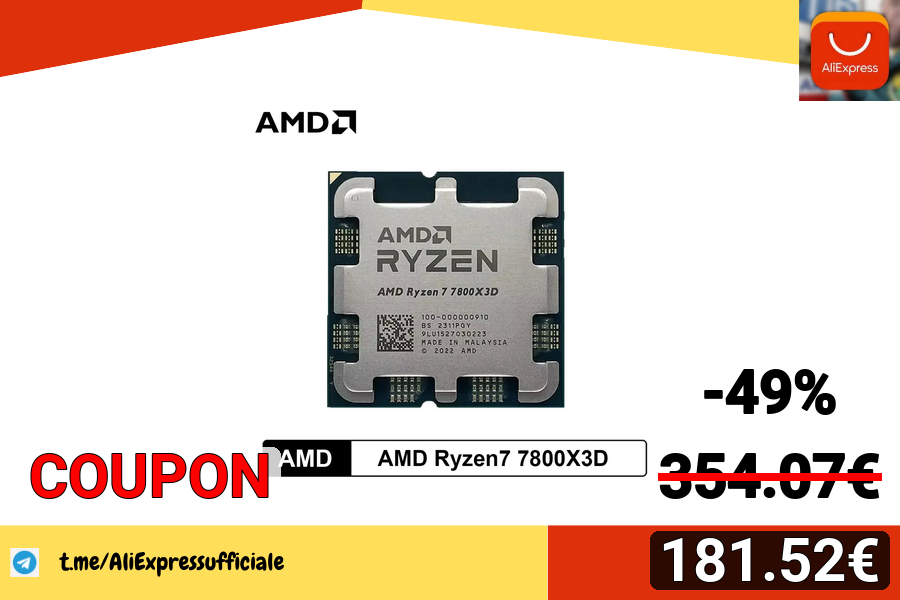 AliExpress
AMD
AMD
RYZEN
AMD Ryzen 7 7800X3D
100-000000910
BS 2311PGY
9LU1527030223
MADE IN MALAYSIA
© 2022 AMD
-49%
COUPON
AMD
AMD Ryzen7 7800X3D
354.07€
t.me/AliExpressufficiale
181.52€